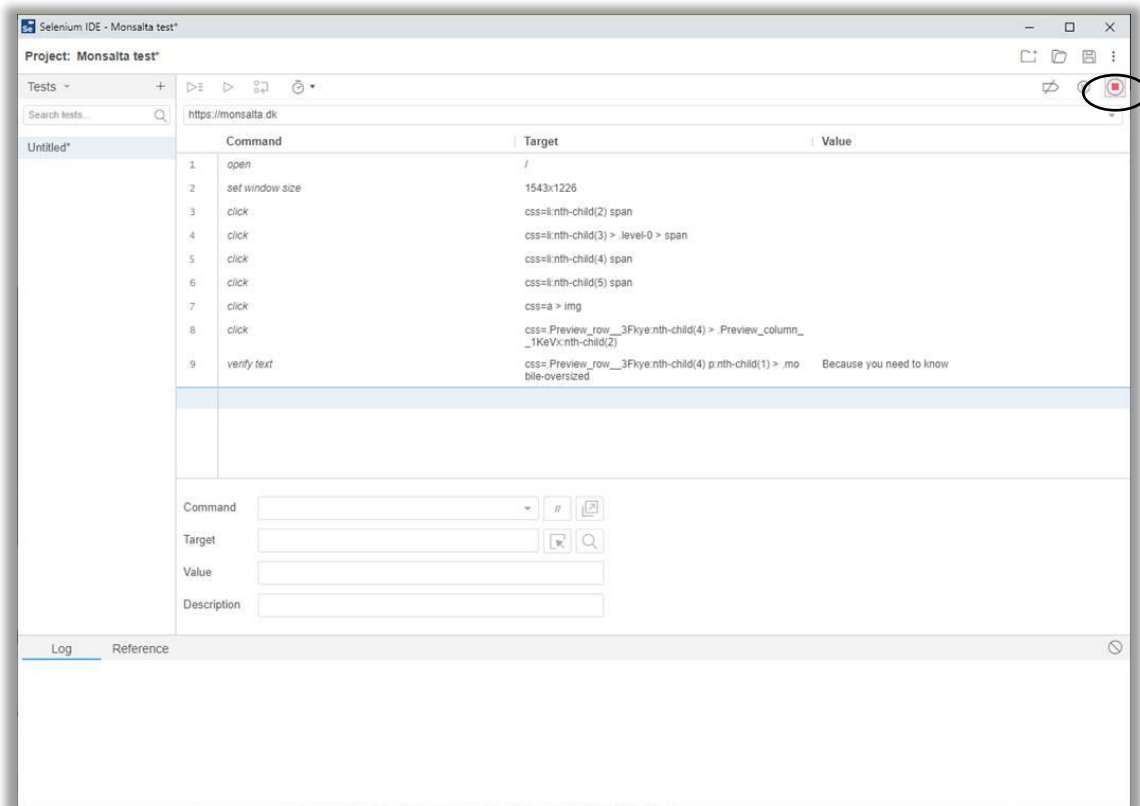 Se Selenium IDE - Monsalta test*
Project: Monsalta test*
Tests
Search tests...
https://monsalta.dk
Untitled*
Command Target Value
1 open /
2 set window size 1543x1226
3 click css=li:nth-child(2) span
4 click css=li:nth-child(3) > .level-0 > span
5 click css=li:nth-child(4) span
6 click css=li:nth-child(5) span
7 click css=a > img
8 click css=.Preview_row__3Fkye:nth-child(4) > .Preview_column_
_1KeVx:nth-child(2)
9 verify text css=.Preview_row__3Fkye:nth-child(4) p:nth-child(1) > .mo Because you need to know
bile-oversized
Command //
Target
Value
Description
Log Reference